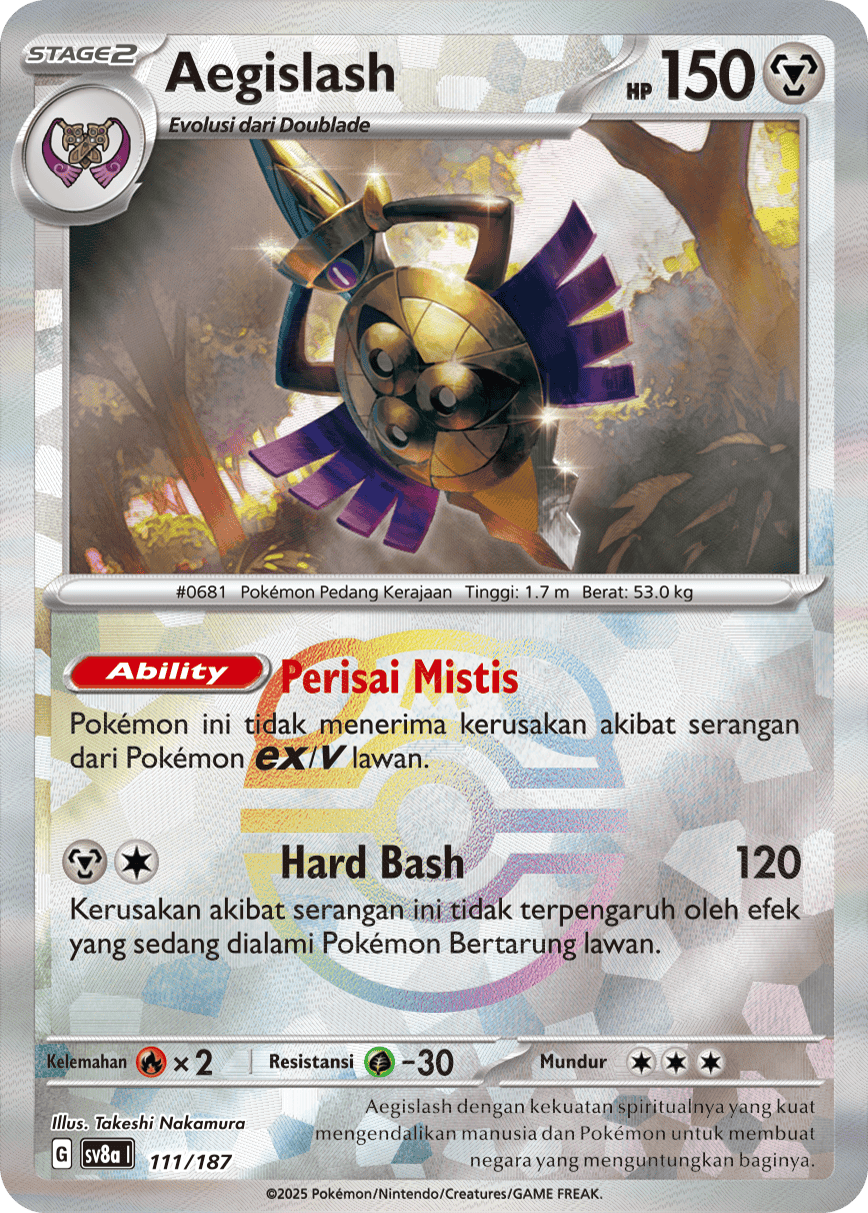 STAGE2
Aegislash
HP 150
Evolusi dari Doublade
#0681 Pokémon Pedang Kerajaan Tinggi: 1.7 m Berat: 53.0 kg
Ability Perisai Mistis
Pokémon ini tidak menerima kerusakan akibat serangan
dari Pokémon ex/V lawan.
Hard Bash 120
Kerusakan akibat serangan ini tidak terpengaruh oleh efek
yang sedang dialami Pokémon Bertarung lawan.
Kelemahan ×2 Resistansi -30 Mundur
Illus. Takeshi Nakamura
Aegislash dengan kekuatan spiritualnya yang kuat
mengendalikan manusia dan Pokémon untuk membuat
negara yang menguntungkan baginya.
G sv8a I 111/187
©2025 Pokémon/Nintendo/Creatures/GAME FREAK.